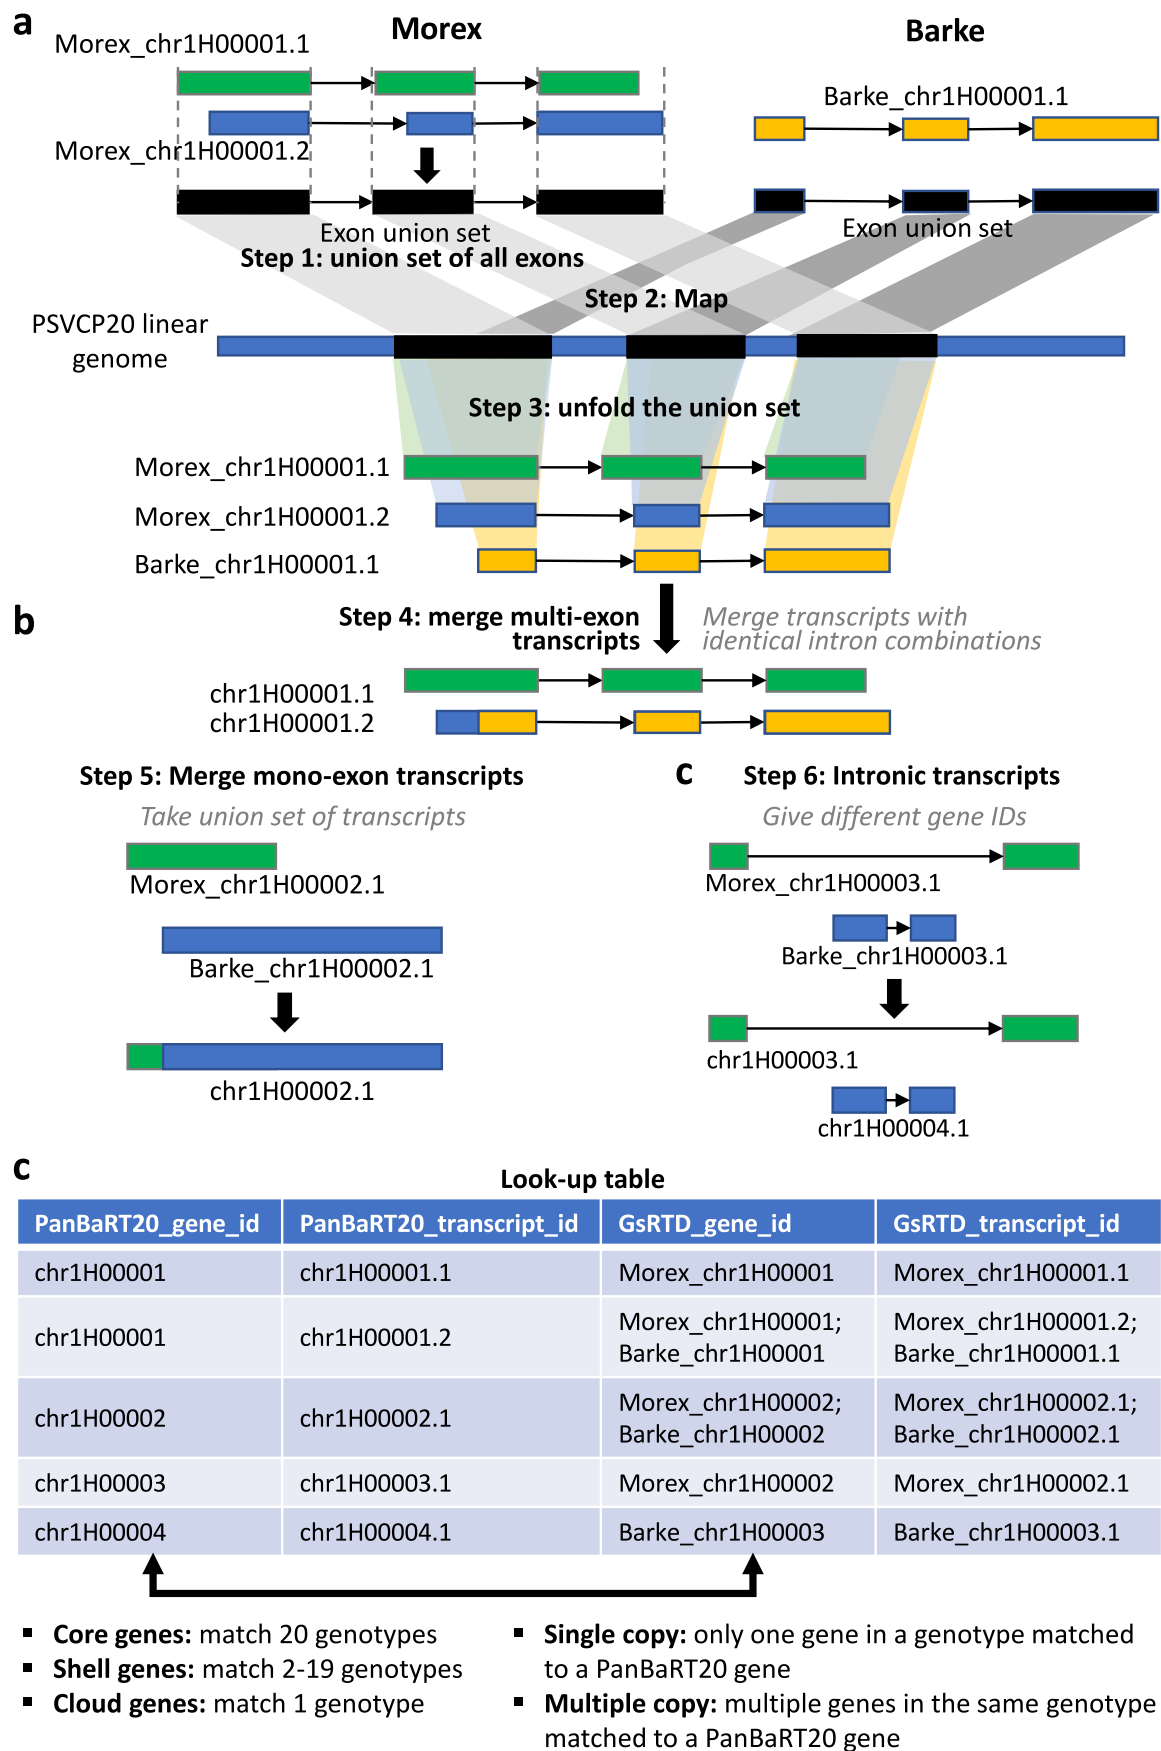 a
Morex
Barke
Morex_chr1H00001.1
Barke_chr1H00001.1
Morex_chr1H00001.2
Exon union set
Exon union set
Step 1: union set of all exons
Step 2: Map
PSVCP20 linear
genome
Step 3: unfold the union set
Morex_chr1H00001.1
Morex_chr1H00001.2
Barke_chr1H00001.1
b
Step 4: merge multi-exon
transcripts
Merge transcripts with
identical intron combinations
chr1H00001.1
chr1H00001.2
Step 5: Merge mono-exon transcripts
Take union set of transcripts
Morex_chr1H00002.1
Barke_chr1H00002.1
chr1H00002.1
c
Step 6: Intronic transcripts
Give different gene IDs
Morex_chr1H00003.1
Barke_chr1H00003.1
chr1H00003.1
chr1H00004.1
c
Look-up table
PanBaRT20_gene_id PanBaRT20_transcript_id GsRTD_gene_id GsRTD_transcript_id
chr1H00001 chr1H00001.1 Morex_chr1H00001 Morex_chr1H00001.1
chr1H00001 chr1H00001.2 Morex_chr1H00001; Morex_chr1H00001.2;
Barke_chr1H00001 Barke_chr1H00001.1
chr1H00002 chr1H00002.1 Morex_chr1H00002; Morex_chr1H00002.1;
Barke_chr1H00002 Barke_chr1H00002.1
chr1H00003 chr1H00003.1 Morex_chr1H00002 Morex_chr1H00002.1
chr1H00004 chr1H00004.1 Barke_chr1H00003 Barke_chr1H00003.1
▪ Core genes: match 20 genotypes
▪ Shell genes: match 2-19 genotypes
▪ Cloud genes: match 1 genotype
▪ Single copy: only one gene in a genotype matched
to a PanBaRT20 gene
▪ Multiple copy: multiple genes in the same genotype
matched to a PanBaRT20 gene